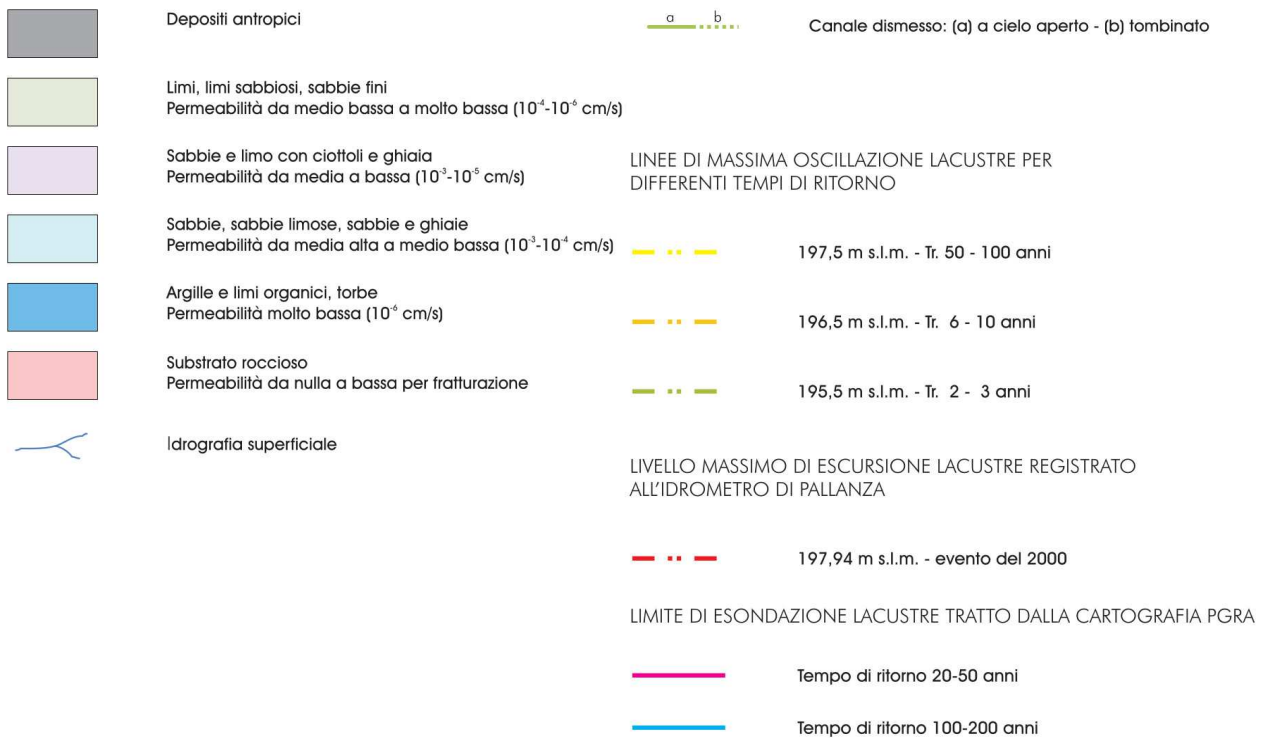 Depositi antropici
Limi, limi sabbiosi, sabbie fini
Permeabilità da medio bassa a molto bassa (10⁻⁴-10⁻⁶ cm/s)
Sabbie e limo con ciottoli e ghiaia
Permeabilità da media a bassa (10⁻³-10⁻⁵ cm/s)
Sabbie, sabbie limose, sabbie e ghiaie
Permeabilità da media alta a medio bassa (10⁻³-10⁻⁴ cm/s)
Argille e limi organici, torbe
Permeabilità molto bassa (10⁻⁶ cm/s)
Substrato roccioso
Permeabilità da nulla a bassa per fratturazione
Idrografia superficiale
a b
Canale dismesso: (a) a cielo aperto - (b) tombinato
LINEE DI MASSIMA OSCILLAZIONE LACUSTRE PER
DIFFERENTI TEMPI DI RITORNO
197,5 m s.l.m. - Tr. 50 - 100 anni
196,5 m s.l.m. - Tr. 6 - 10 anni
195,5 m s.l.m. - Tr. 2 - 3 anni
LIVELLO MASSIMO DI ESCURSIONE LACUSTRE REGISTRATO
ALL'IDROMETRO DI PALLANZA
197,94 m s.l.m. - evento del 2000
LIMITE DI ESONDAZIONE LACUSTRE TRATTO DALLA CARTOGRAFIA PGRA
Tempo di ritorno 20-50 anni
Tempo di ritorno 100-200 anni